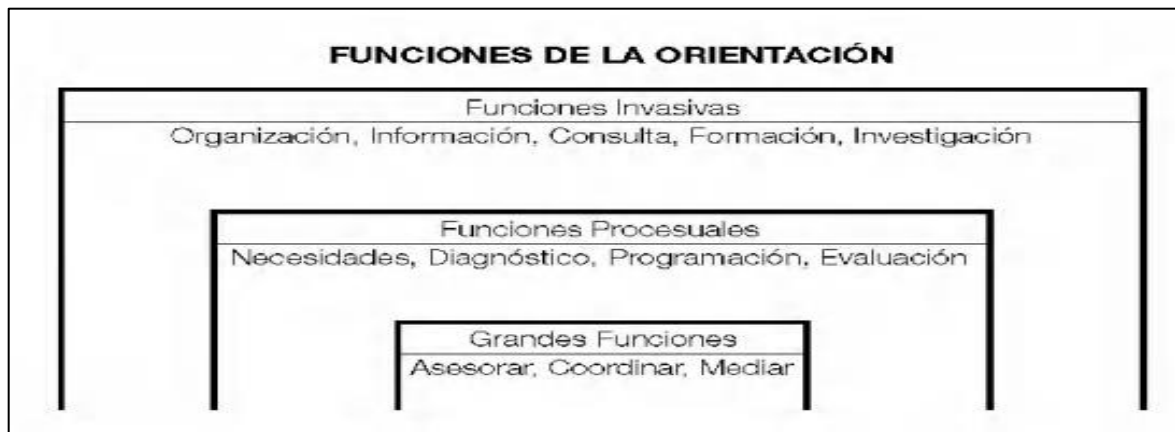 FUNCIONES DE LA ORIENTACIÓN
Funciones Invasivas
Organización, Información, Consulta, Formación, Investigación
Funciones Procesuales
Necesidades, Diagnóstico, Programación, Evaluación
Grandes Funciones
Asesorar, Coordinar, Mediar